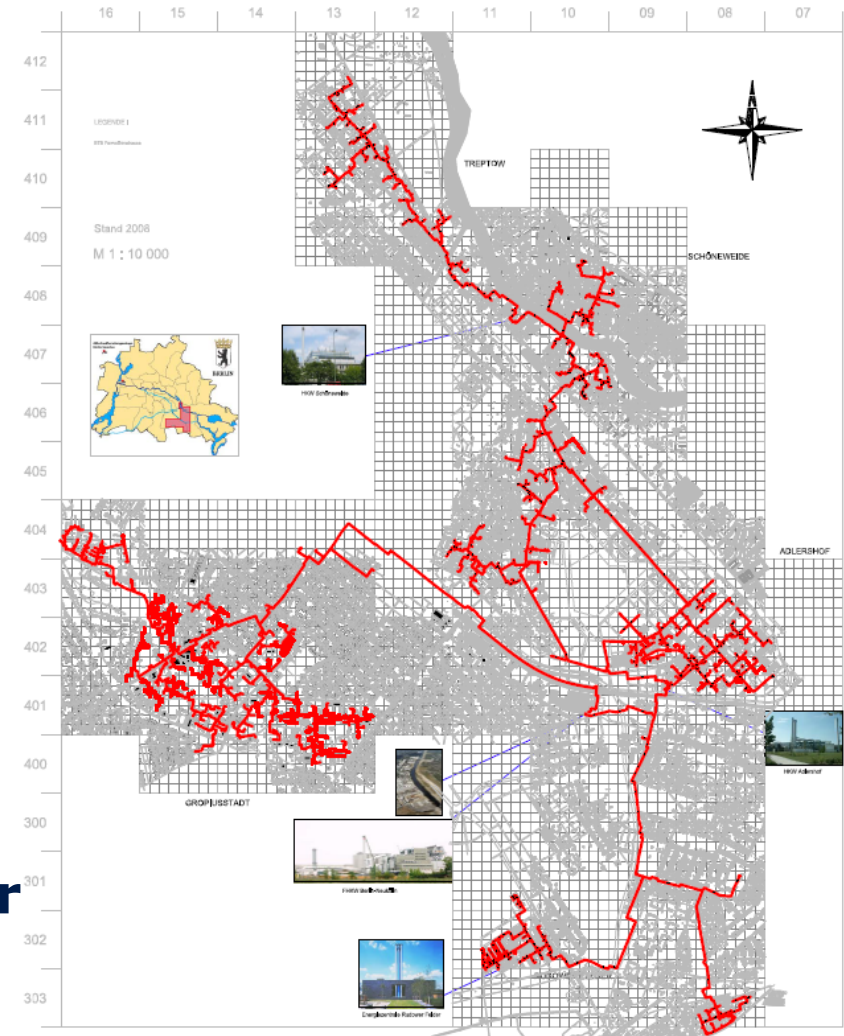 16 15 14 13 12 11 10 09 08 07
412
411
LEGENDE :
410
TREPTOW
409
Stand 2008
M 1 : 10 000
SCHÖNEWEIDE
408
407
BERLIN
HKW Schöneweide
406
405
404
ADLERSHOF
403
402
401
400
HKW Adlershof
GROPIUSSTADT
300
301
r
302
303
Energiezentrale Rudower Felder